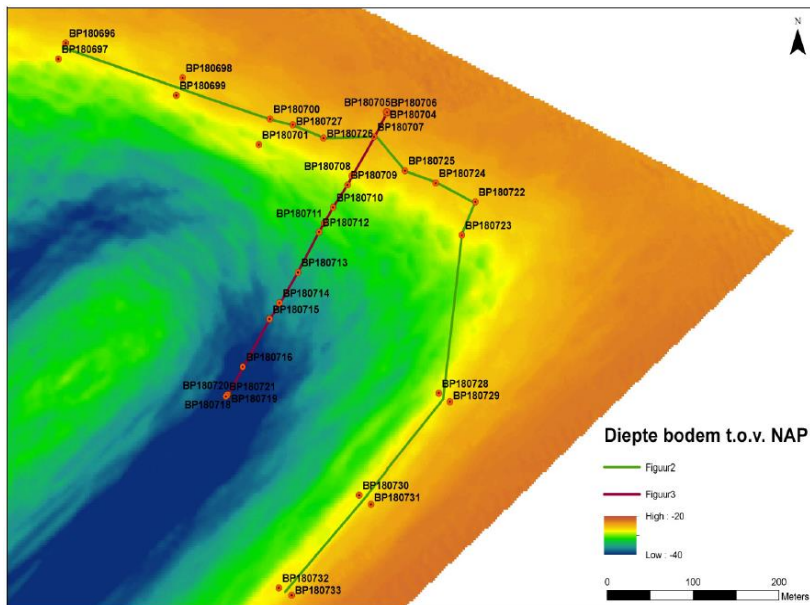 N
BP180696
BP180697
BP180698
BP180699
BP180700
BP180705 BP180706
BP180704
BP180727
BP180707
BP180701
BP180726
BP180725
BP180708
BP180709
BP180724
BP180710
BP180722
BP180711
BP180712
BP180723
BP180713
BP180714
BP180715
BP180716
BP180720 BP180721
BP180718 BP180719
BP180728
BP180729
BP180730
BP180731
BP180732
BP180733
Diepte bodem t.o.v. NAP
Figuur2
Figuur3
High : -20
Low : -40
0 50 100 200
Meters